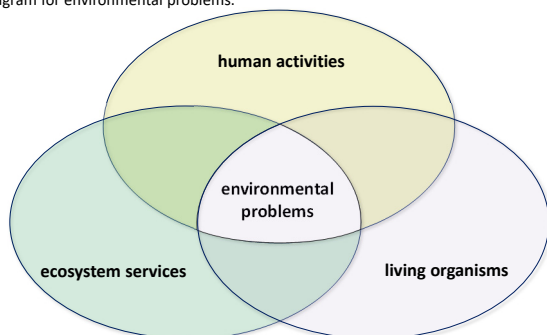 gram for environmental problems.
human activities
environmental
problems
ecosystem services
living organisms